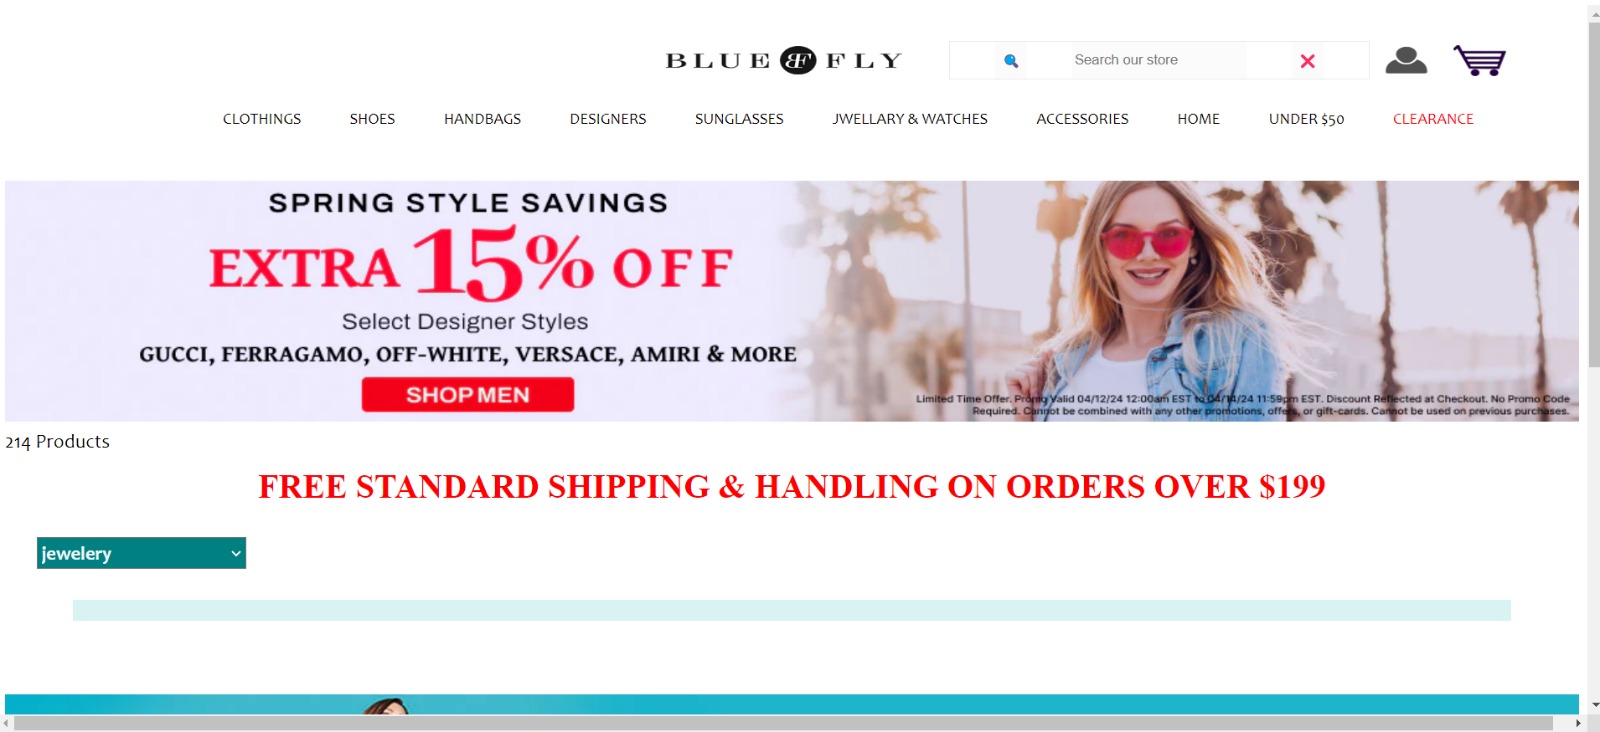 BLUE BF FLY
Search our store
CLOTHINGS SHOES HANDBAGS DESIGNERS SUNGLASSES JWELLARY & WATCHES ACCESSORIES HOME UNDER $50 CLEARANCE
SPRING STYLE SAVINGS
EXTRA 15% OFF
Select Designer Styles
GUCCI, FERRAGAMO, OFF-WHITE, VERSACE, AMIRI & MORE
SHOP MEN
Limited Time Offer. Promo Valid 04/12/24 12:00am EST to 04/14/24 11:59pm EST. Discount Reflected at Checkout. No Promo Code
Required. Cannot be combined with any other promotions, offers, or gift-cards. Cannot be used on previous purchases.
214 Products
FREE STANDARD SHIPPING & HANDLING ON ORDERS OVER $199
jewelery